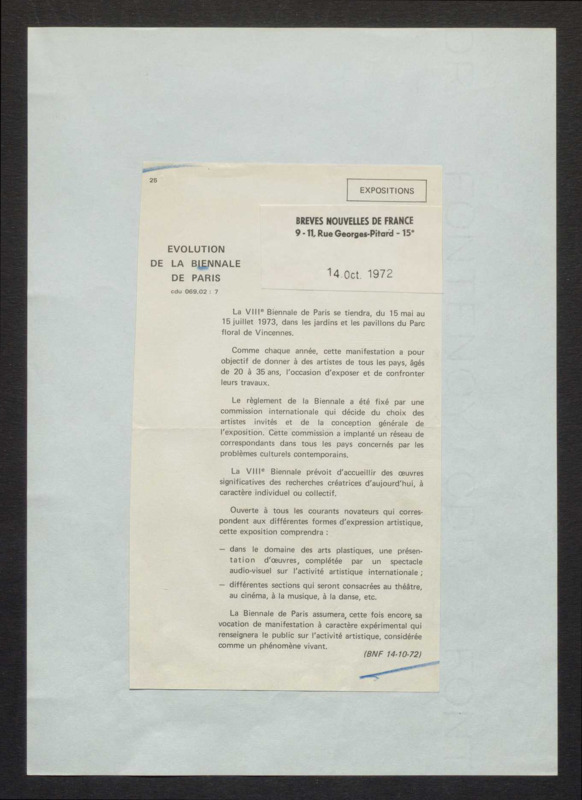 25
EXPOSITIONS
BREVES NOUVELLES DE FRANCE
9 - 11, Rue Georges-Pitard - 15e
14 Oct. 1972
EVOLUTION
DE LA BIENNALE
DE PARIS
cdu 069.02 : 7
La VIIIe Biennale de Paris se tiendra, du 15 mai au
15 juillet 1973, dans les jardins et les pavillons du Parc
floral de Vincennes.
Comme chaque année, cette manifestation a pour
objectif de donner à des artistes de tous les pays, âgés
de 20 à 35 ans, l'occasion d'exposer et de confronter
leurs travaux.
Le règlement de la Biennale a été fixé par une
commission internationale qui décide du choix des
artistes invités et de la conception générale de
l'exposition. Cette commission a implanté un réseau de
correspondants dans tous les pays concernés par les
problèmes culturels contemporains.
La VIIIe Biennale prévoit d'accueillir des œuvres
significatives des recherches créatrices d'aujourd'hui, à
caractère individuel ou collectif.
Ouverte à tous les courants novateurs qui corres-
pondent aux différentes formes d'expression artistique,
cette exposition comprendra :
— dans le domaine des arts plastiques, une présen-
tation d'œuvres, complétée par un spectacle
audio-visuel sur l'activité artistique internationale ;
— différentes sections qui seront consacrées au théâtre,
au cinéma, à la musique, à la danse, etc.
La Biennale de Paris assumera, cette fois encore, sa
vocation de manifestation à caractère expérimental qui
renseignera le public sur l'activité artistique, considérée
comme un phénomène vivant.
(BNF 14-10-72)